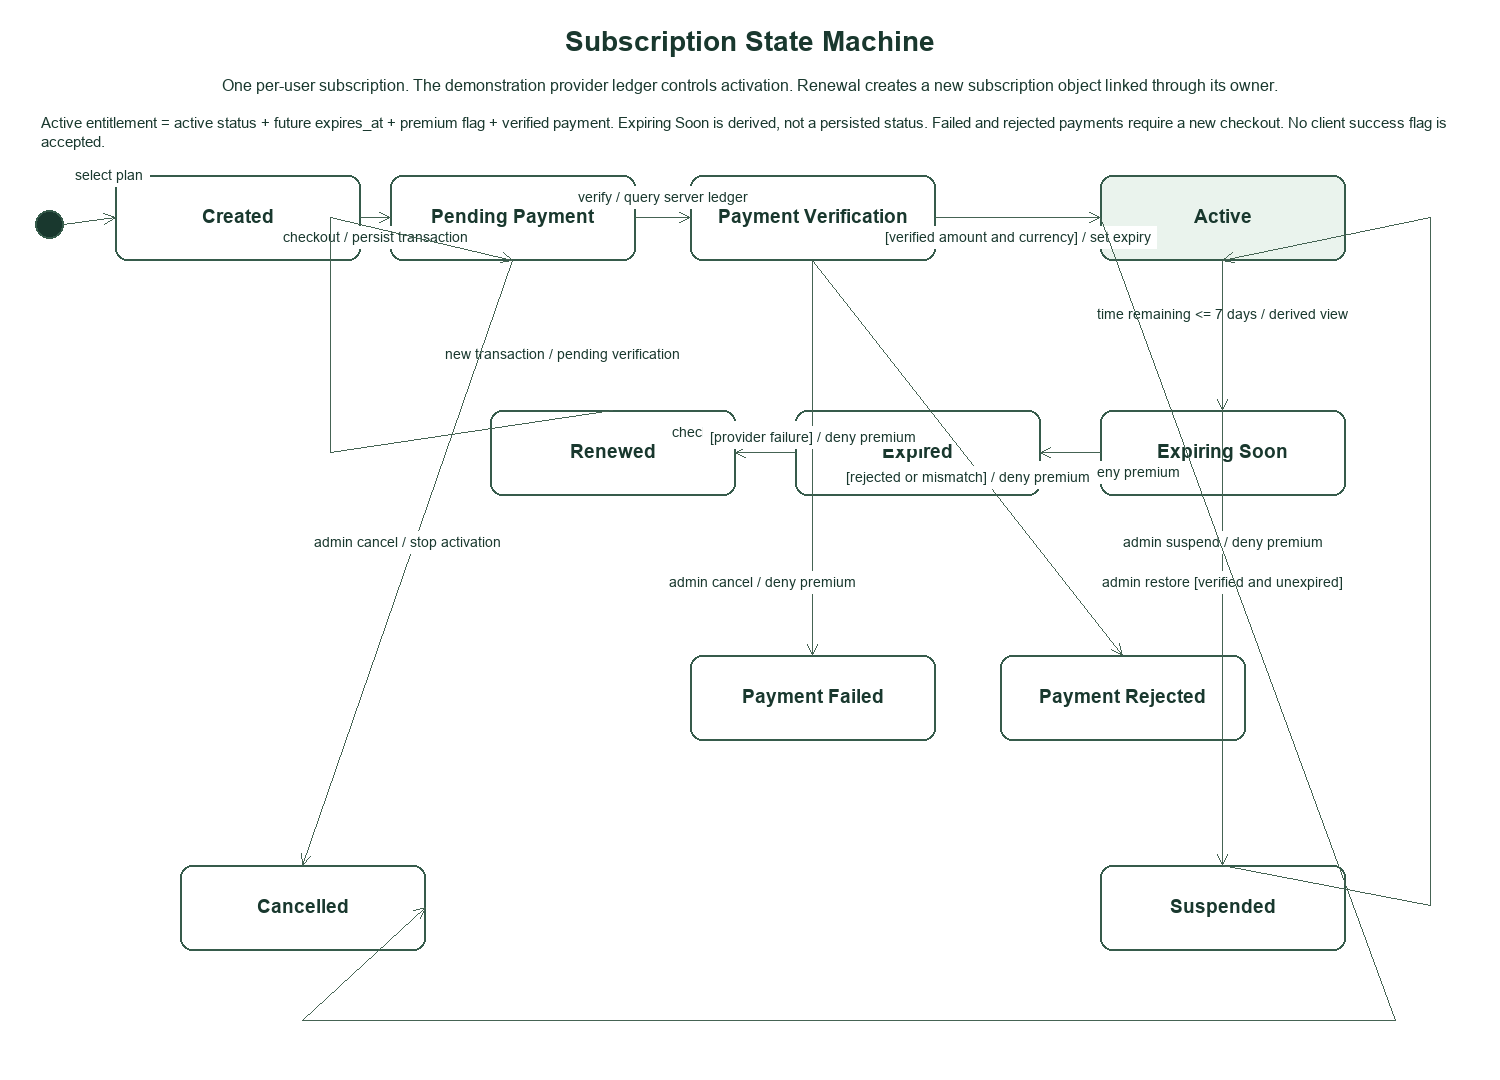 Subscription State Machine
One per-user subscription. The demonstration provider ledger controls activation. Renewal creates a new subscription object linked through its owner.
Active entitlement = active status + future expires_at + premium flag + verified payment. Expiring Soon is derived, not a persisted status. Failed and rejected payments require a new checkout. No client success flag is
accepted.
select plan
verify / query server ledger
Created
Pending Payment
Payment Verification
Active
checkout / persist transaction
[verified amount and currency] / set expiry
time remaining <= 7 days / derived view
new transaction / pending verification
chec
[provider failure] / deny premium
Renewed
Expired
Expiring Soon
[rejected or mismatch] / deny premium
eny premium
admin cancel / stop activation
admin suspend / deny premium
admin cancel / deny premium
admin restore [verified and unexpired]
Payment Failed
Payment Rejected
Cancelled
Suspended